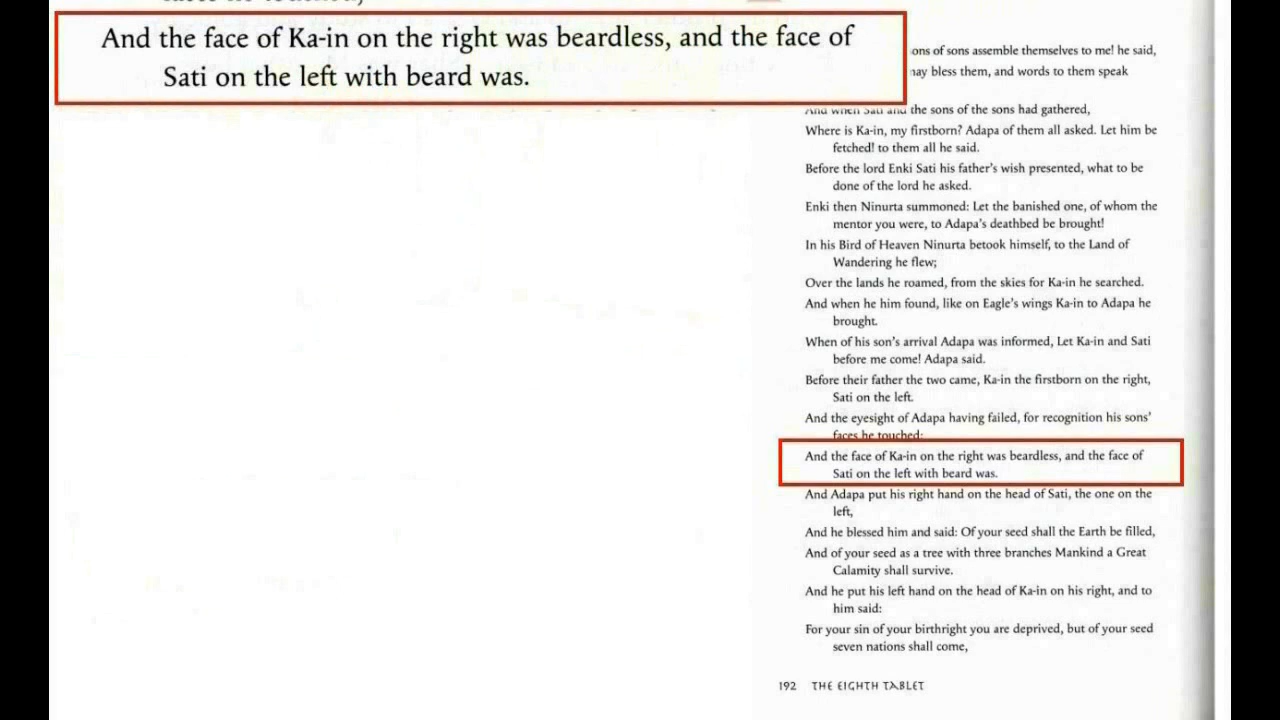 And the face of Ka-in on the right was beardless, and the face of
Sati on the left with beard was.
ons of sons assemble themselves to me! he said,
may bless them, and words to them speak
the sons of the sons had gathered,
Where is Ka-in, my firstborn? Adapa of them all asked. Let him be
fetched! to them all he said.
Before the lord Enki Sati his father's wish presented, what to be
done of the lord he asked.
Enki then Ninurta summoned: Let the banished one, of whom the
mentor you were, to Adapa's deathbed be brought!
In his Bird of Heaven Ninurta betook himself, to the Land of
Wandering he flew;
Over the lands he roamed, from the skies for Ka-in he searched.
And when he him found, like on Eagle's wings Ka-in to Adapa he
brought.
When of his son's arrival Adapa was informed, Let Ka-in and Sati
before me come! Adapa said.
Before their father the two came, Ka-in the firstborn on the right,
Sati on the left.
And the eyesight of Adapa having failed, for recognition his sons'
faces he touched;
And the face of Ka-in on the right was beardless, and the face of
Sati on the left with beard was.
And Adapa put his right hand on the head of Sati, the one on the
left,
And he blessed him and said: Of your seed shall the Earth be filled,
And of your seed as a tree with three branches Mankind a Great
Calamity shall survive.
And he put his left hand on the head of Ka-in on his right, and to
him said:
For your sin of your birthright you are deprived, but of your seed
seven nations shall come,
192 THE EIGHTH TABLET